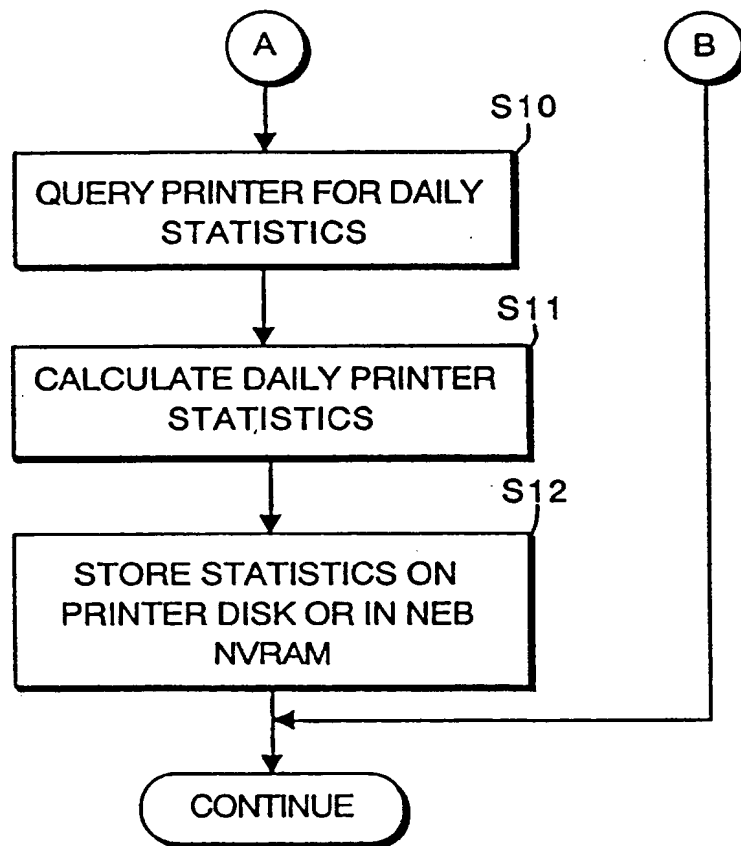 A
B
S10
QUERY PRINTER FOR DAILY
STATISTICS
S11
CALCULATE DAILY PRINTER
STATISTICS
S12
STORE STATISTICS ON
PRINTER DISK OR IN NEB
NVRAM
CONTINUE